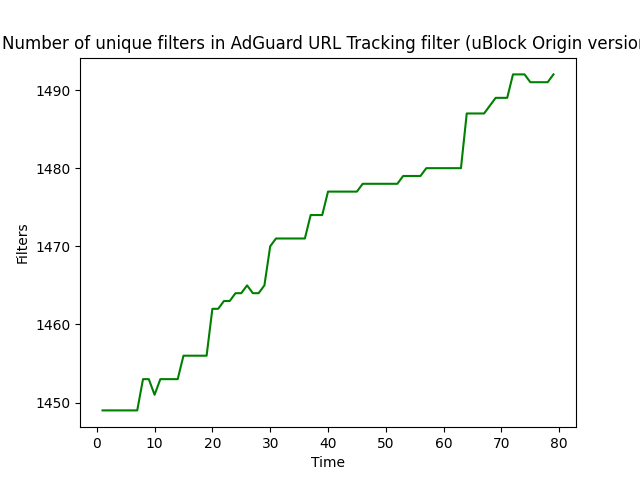 Number of unique filters in AdGuard URL Tracking filter (uBlock Origin version
Filters
1490
1480
1470
1460
1450
0 10 20 30 40 50 60 70 80
Time